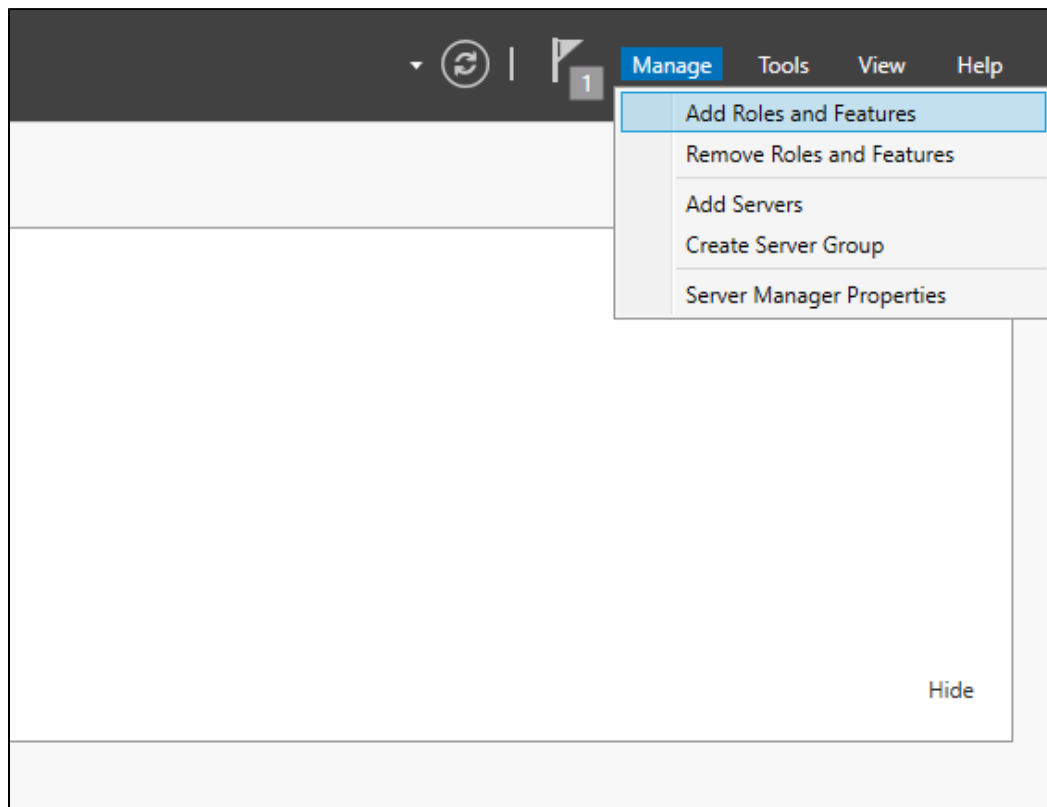 1
Manage Tools View Help
Add Roles and Features
Remove Roles and Features
Add Servers
Create Server Group
Server Manager Properties
Hide